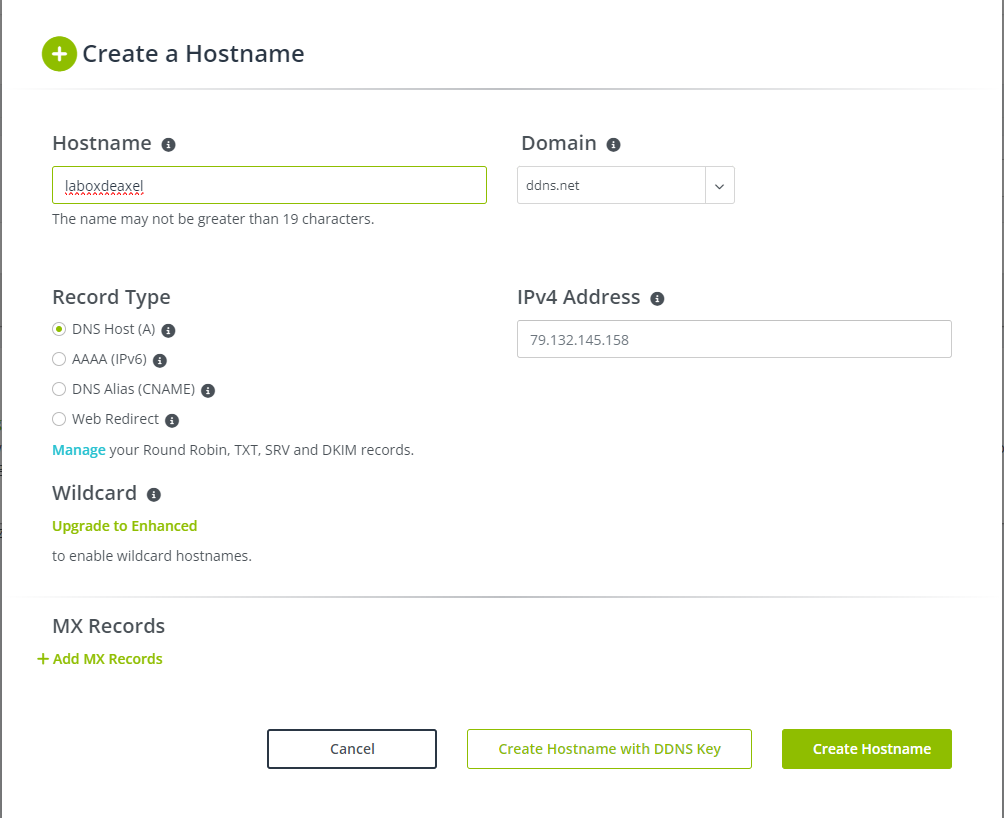 Create a Hostname
Hostname
Domain
laboxdeaxel
ddns.net
The name may not be greater than 19 characters.
Record Type
IPv4 Address
DNS Host (A)
79.132.145.158
AAAA (IPv6)
DNS Alias (CNAME)
Web Redirect
Manage your Round Robin, TXT, SRV and DKIM records.
Wildcard
Upgrade to Enhanced
to enable wildcard hostnames.
MX Records
+ Add MX Records
Cancel
Create Hostname with DDNS Key
Create Hostname